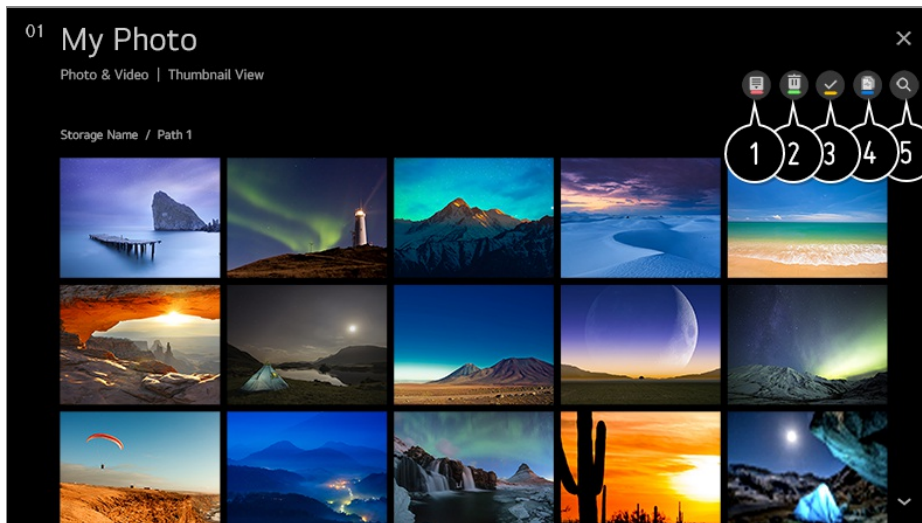 01
My Photo
Photo & Video | Thumbnail View
Storage Name / Path 1
1 2 3 4 5